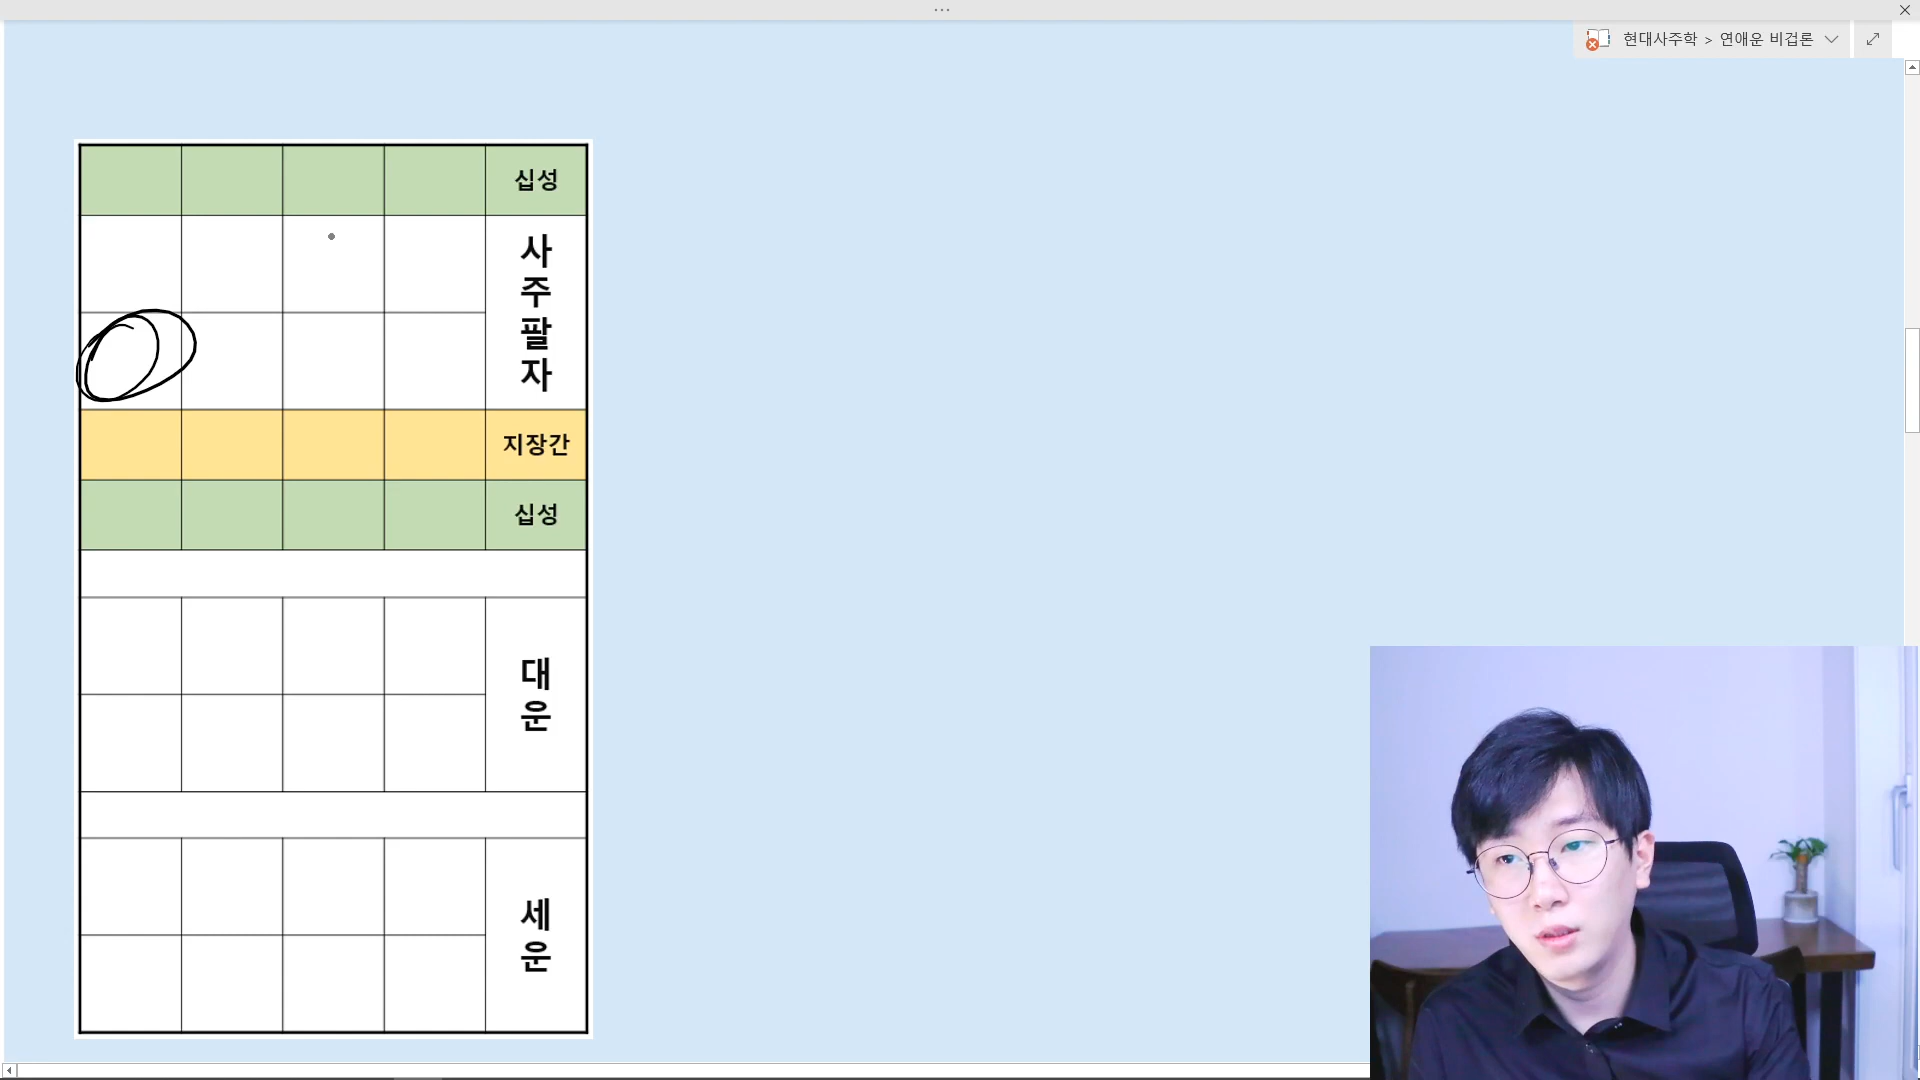 현대사주학 > 연애운 비겁론
십성
사
주
팔
자
지장간
십성
대
운
세
운